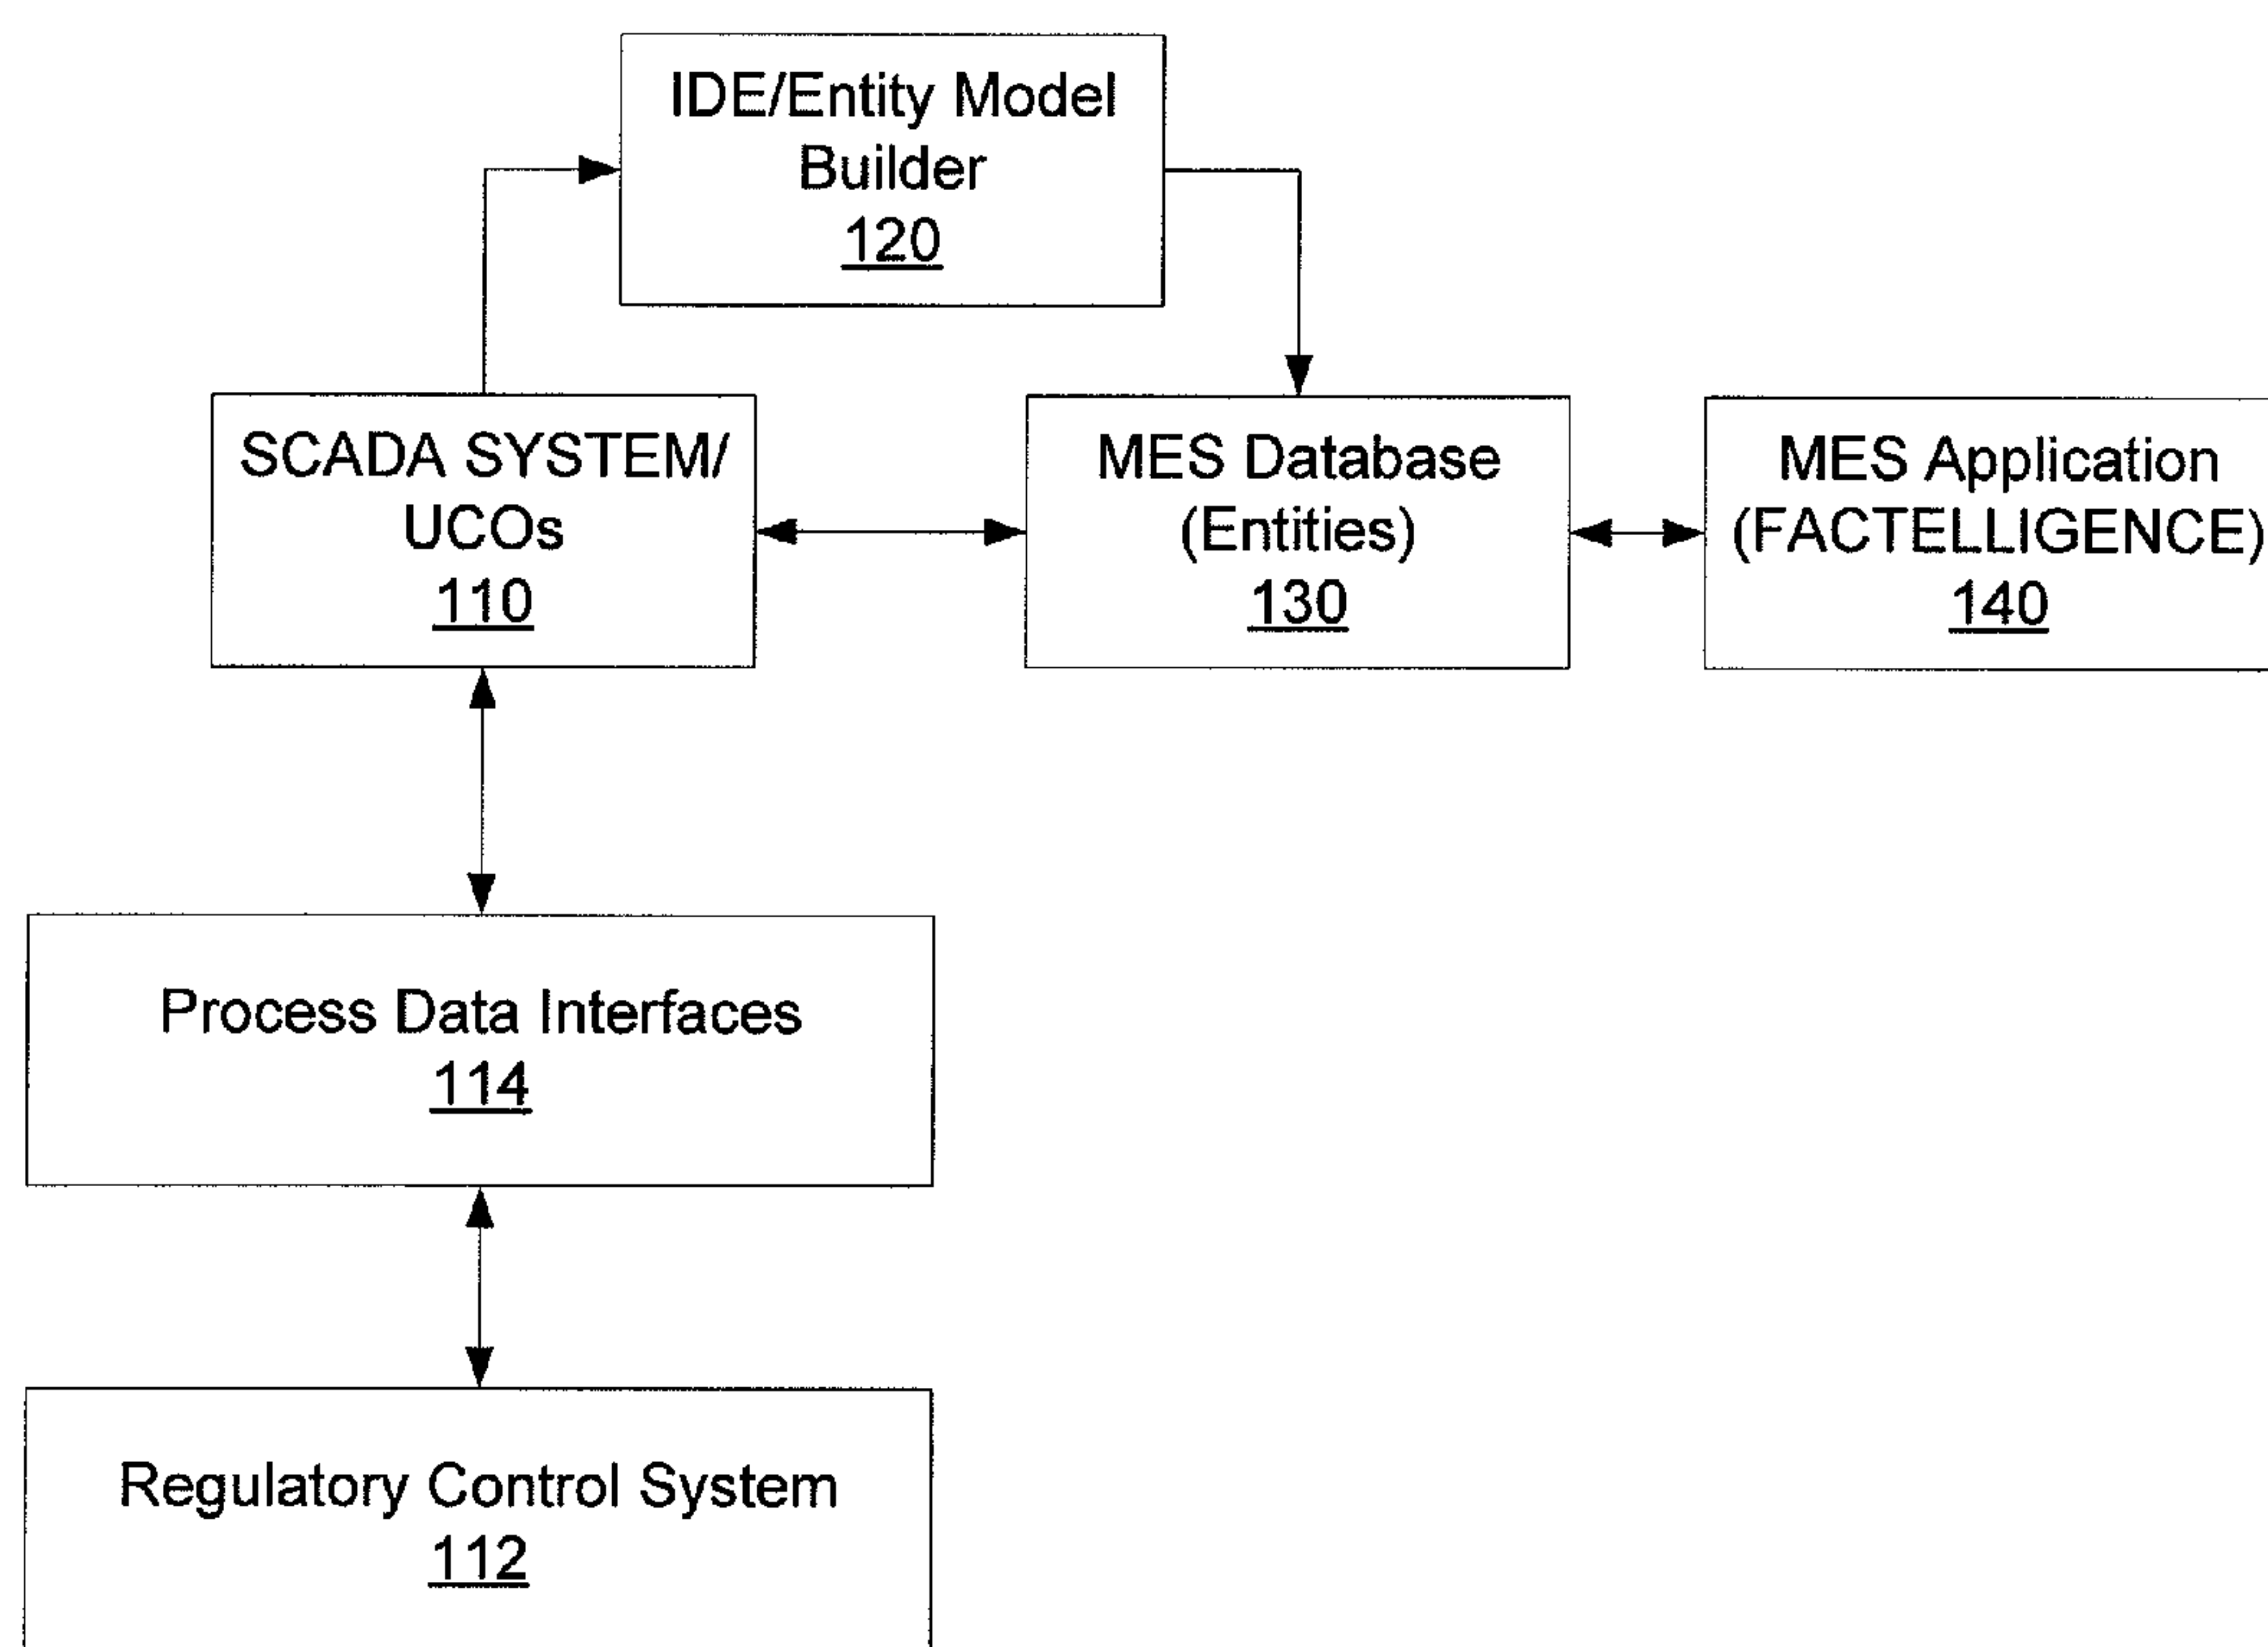 IDE/Entity Model
Builder
120
SCADA SYSTEM/
UCOs
110
MES Database
(Entities)
130
MES Application
(FACTELLIGENCE)
140
Process Data Interfaces
114
Regulatory Control System
112